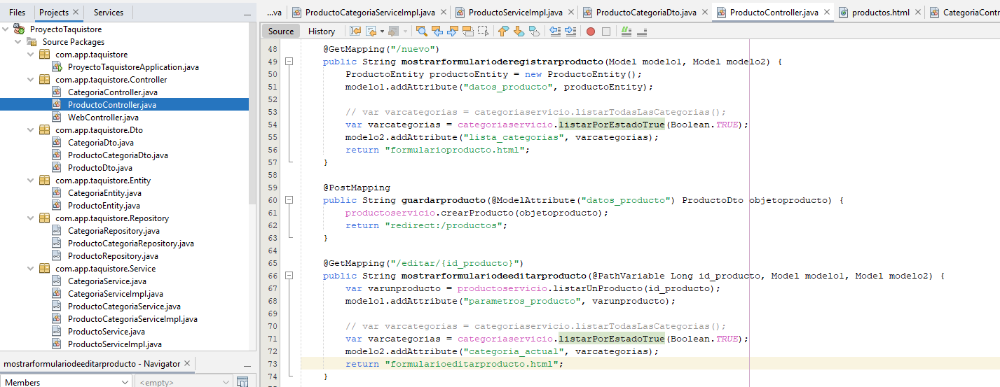 Files Projects Services
ProyectoTaquistore
Source Packages
com.app.taquistore
ProyectoTaquistoreApplication.java
com.app.taquistore.Controller
CategoriaController.java
ProductoController.java
WebController.java
com.app.taquistore.Dto
CategoriaDto.java
ProductoCategoriaDto.java
ProductoDto.java
com.app.taquistore.Entity
CategoriaEntity.java
ProductoEntity.java
com.app.taquistore.Repository
CategoriaRepository.java
ProductoCategoriaRepository.java
ProductoRepository.java
com.app.taquistore.Service
CategoriaService.java
CategoriaServiceImpl.java
ProductoCategoriaService.java
ProductoCategoriaServiceImpl.java
ProductoService.java
ProductoServiceImpl.java
mostrarformulariodeeditarproducto - Navigator
Members <empty>
...va ProductoCategoriaServiceImpl.java ProductoServiceImpl.java ProductoCategoriaDto.java ProductoController.java productos.html CategoriaContr
Source History
48 @GetMapping("/nuevo")
49 public String mostrarformularioderegistrarproducto(Model modelo1, Model modelo2) {
50 ProductoEntity productoEntity = new ProductoEntity();
51 modelo1.addAttribute("datos_producto", productoEntity);
52
53 // var varcategorias = categoriaservicio.listarTodasLasCategorias();
54 var varcategorias = categoriaservicio.listarPorEstadoTrue(Boolean.TRUE);
55 modelo2.addAttribute("lista_categorias", varcategorias);
56 return "formularioproducto.html";
57 }
58
59 @PostMapping
60 public String guardarproducto(@ModelAttribute("datos_producto") ProductoDto objetoproducto) {
61 productoservicio.crearProducto(objetoproducto);
62 return "redirect:/productos";
63 }
64
65 @GetMapping("/editar/{id_producto}")
66 public String mostrarformulariodeeditarproducto(@PathVariable Long id_producto, Model modelo1, Model modelo2) {
67 var varunproducto = productoservicio.listarUnProducto(id_producto);
68 modelo1.addAttribute("parametros_producto", varunproducto);
69
70 // var varcategorias = categoriaservicio.listarTodasLasCategorias();
71 var varcategorias = categoriaservicio.listarPorEstadoTrue(Boolean.TRUE);
72 modelo2.addAttribute("categoria_actual", varcategorias);
73 return "formularioeditarproducto.html";
74 }